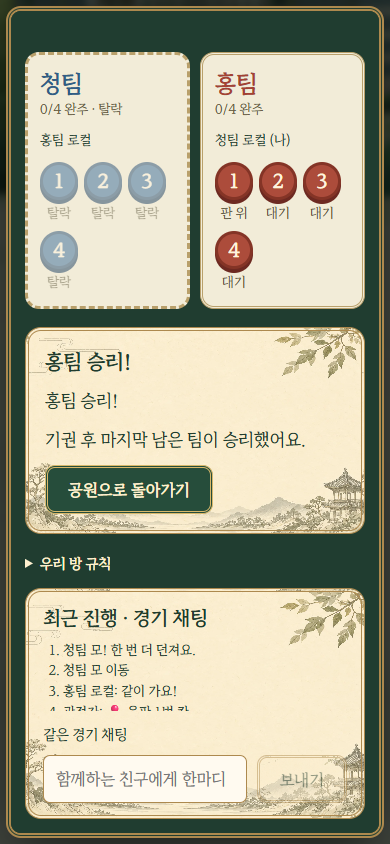 청팀
0/4 완주 · 탈락
홍팀 로컬
1 2 3
탈락 탈락 탈락
4
탈락
홍팀
0/4 완주
청팀 로컬 (나)
1 2 3
판 위 대기 대기
4
대기
홍팀 승리!
홍팀 승리!
기권 후 마지막 남은 팀이 승리했어요.
공원으로 돌아가기
▶ 우리 방 규칙
최근 진행 · 경기 채팅
1. 청팀 모! 한 번 더 던져요.
2. 청팀 모 이동
3. 홍팀 로컬: 같이 가요!
같은 경기 채팅
함께하는 친구에게 한마디
보내기